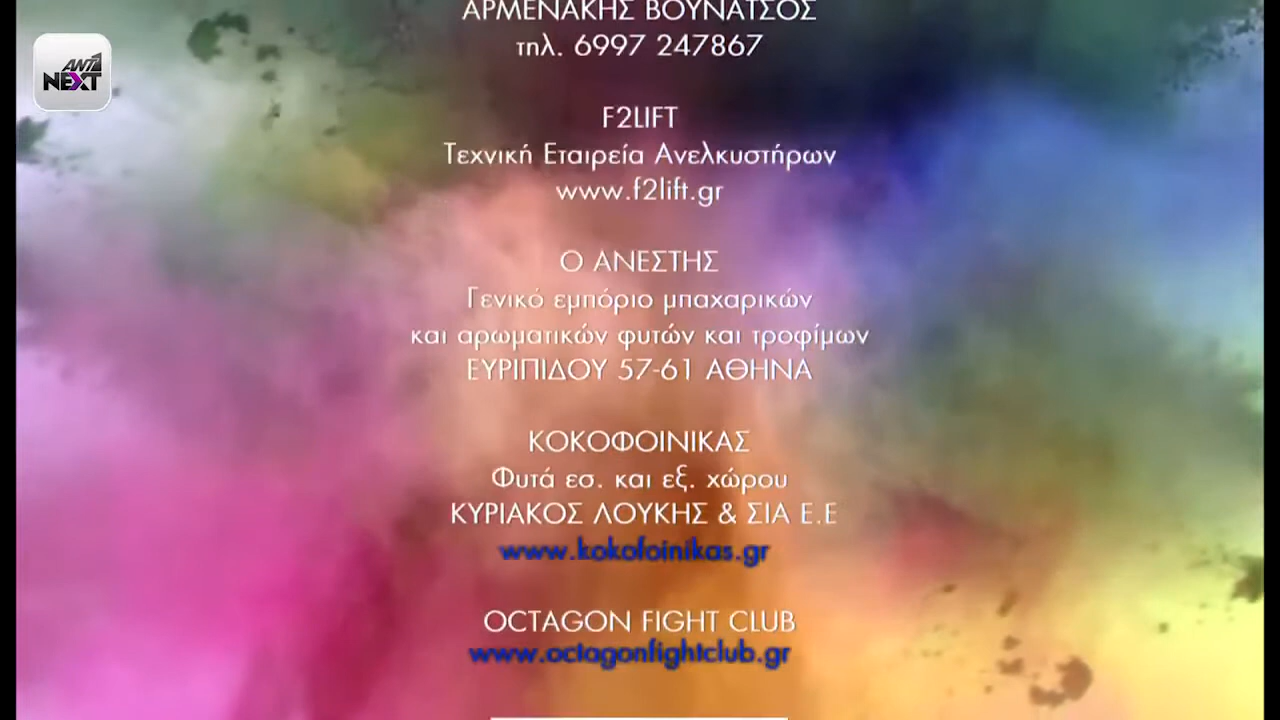 ΑΡΜΕΝΑΚΗΣ ΒΟΥΝΑΤΣΟΣ
τηλ. 6997 247867
ANT1
NEXT
F2LIFT
Τεχνική Εταιρεία Ανελκυστήρων
www.f2lift.gr
Ο ΑΝΕΣΤΗΣ
Γενικό εμπόριο μπαχαρικών
και αρωματικών φυτών και τροφίμων
ΕΥΡΙΠΙΔΟΥ 57-61 ΑΘΗΝΑ
ΚΟΚΟΦΟΙΝΙΚΑΣ
Φυτά εσ. και εξ. χώρου
ΚΥΡΙΑΚΟΣ ΛΟΥΚΗΣ & ΣΙΑ Ε.Ε
www.kokofoinikas.gr
OCTAGON FIGHT CLUB
www.octagonfightclub.gr